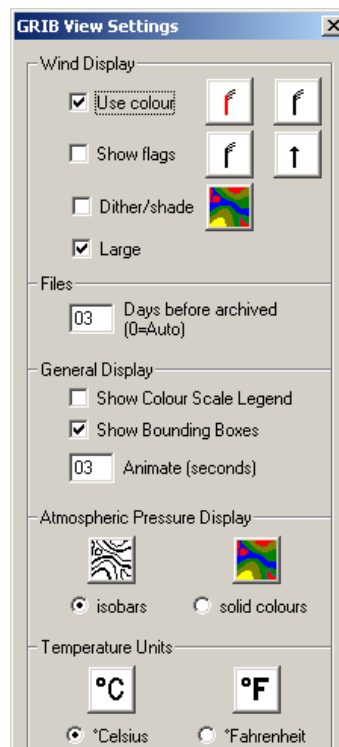 GRIB View Settings
Wind Display
Use colour
Show flags
Dither/shade
Large
Files
03 Days before archived
(0=Auto)
General Display
Show Colour Scale Legend
Show Bounding Boxes
03 Animate (seconds)
Atmospheric Pressure Display
isobars solid colours
Temperature Units
°C °F
°Celsius °Fahrenheit